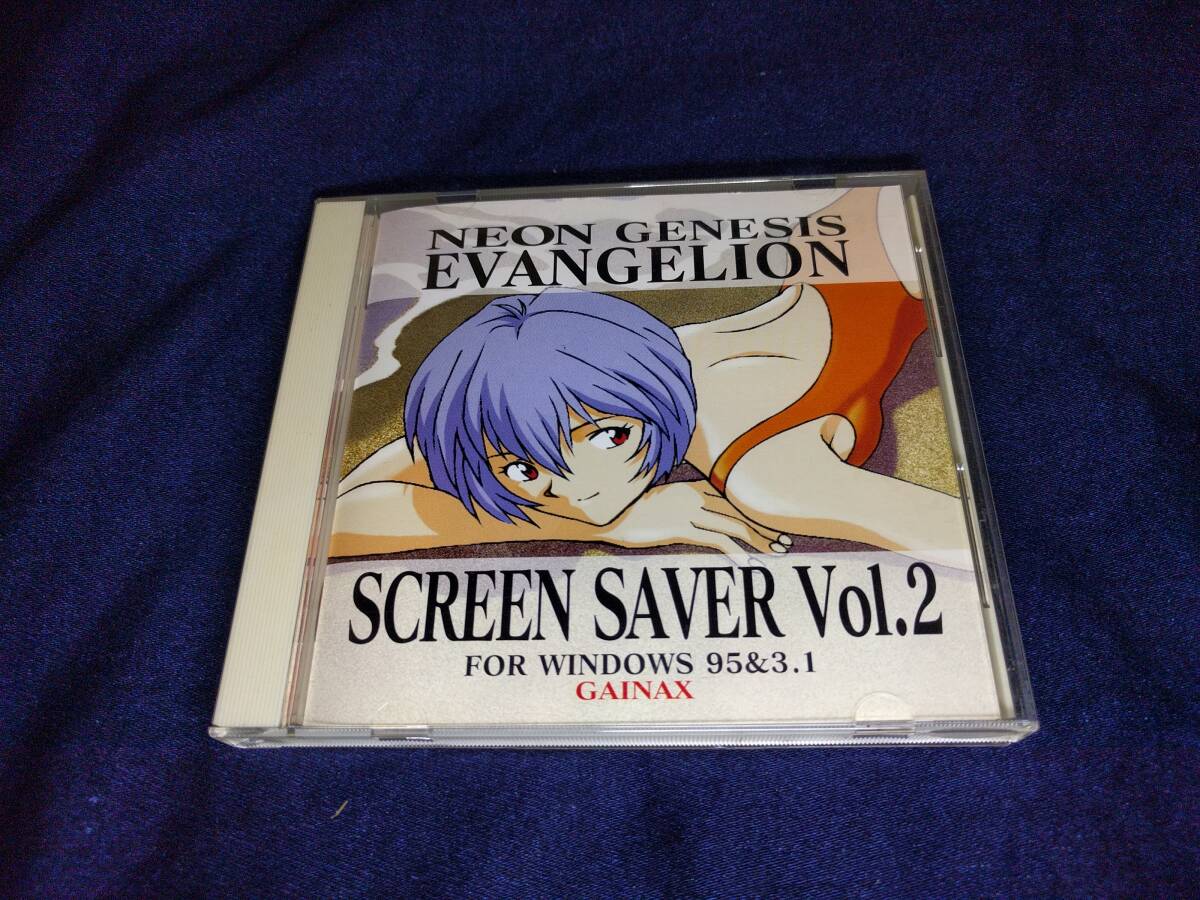 NEON GENESIS
EVANGELION
SCREEN SAVER Vol.2
FOR WINDOWS 95&3.1
GAINAX